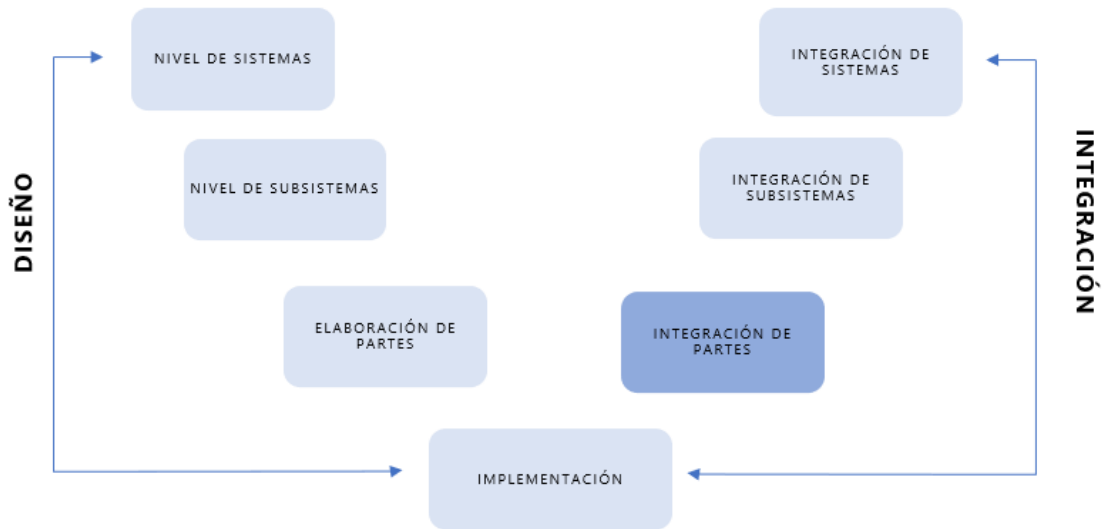 NIVEL DE SISTEMAS
INTEGRACIÓN DE
SISTEMAS
NIVEL DE SUBSISTEMAS
INTEGRACIÓN DE
SUBSISTEMAS
DISEÑO
INTEGRACIÓN
ELABORACIÓN DE
PARTES
INTEGRACIÓN DE
PARTES
IMPLEMENTACIÓN